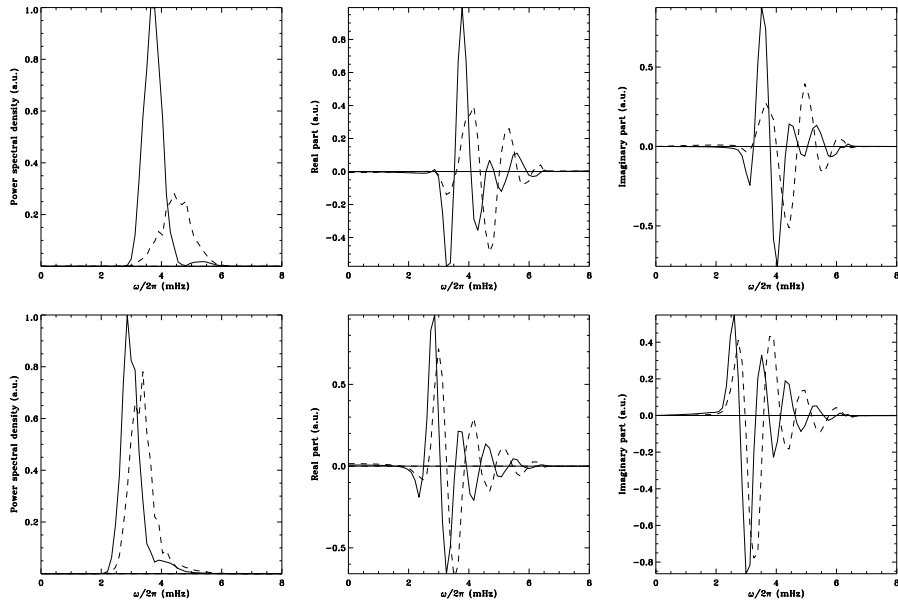 Power spectral density (a.u.)
1.0
0.8
0.6
0.4
0.2
0 2 4 6 8
ω/2π (mHz)
Real part (a.u.)
0.8
0.6
0.4
0.2
0.0
-0.2
-0.4
0 2 4 6 8
ω/2π (mHz)
Imaginary part (a.u.)
0.5
0.0
-0.5
0 2 4 6 8
ω/2π (mHz)
Power spectral density (a.u.)
1.0
0.8
0.6
0.4
0.2
0 2 4 6 8
ω/2π (mHz)
Real part (a.u.)
0.5
0.0
-0.5
0 2 4 6 8
ω/2π (mHz)
Imaginary part (a.u.)
0.4
0.2
0.0
-0.2
-0.4
-0.6
-0.8
0 2 4 6 8
ω/2π (mHz)